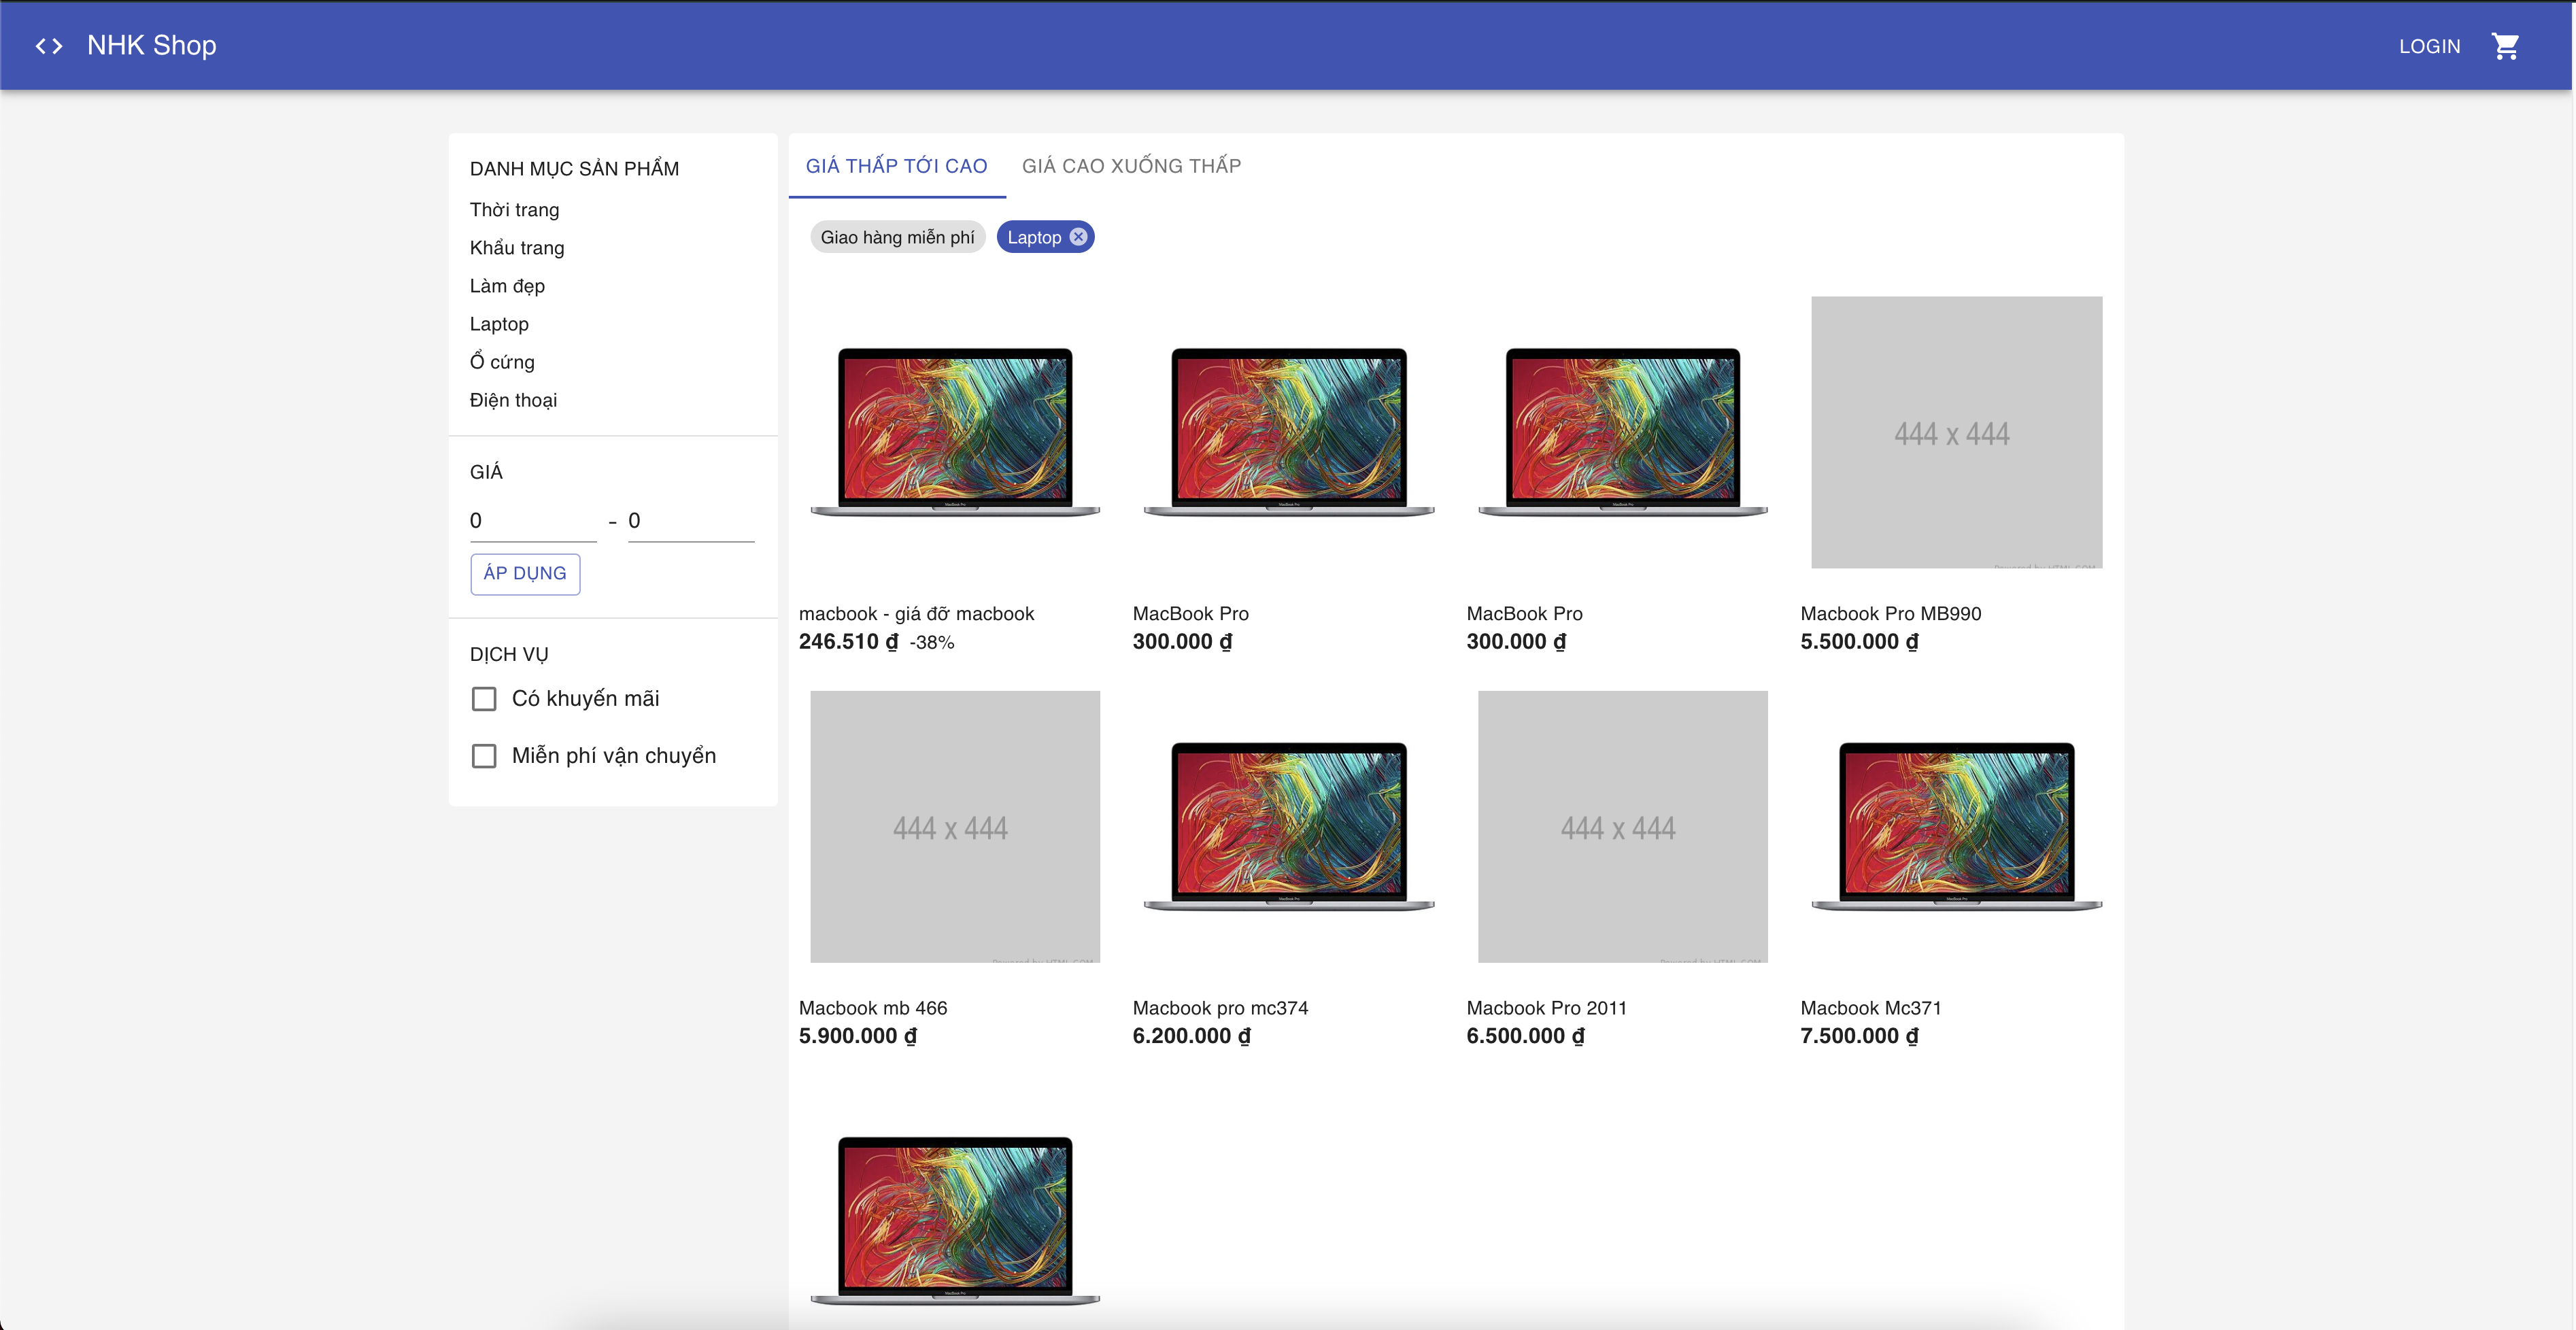 NHK Shop
LOGIN
DANH MỤC SẢN PHẨM
Thời trang
Khẩu trang
Làm đẹp
Laptop
Ổ cứng
Điện thoại
GIÁ
0 - 0
ÁP DỤNG
DỊCH VỤ
Có khuyến mãi
Miễn phí vận chuyển
GIÁ THẤP TỚI CAO GIÁ CAO XUỐNG THẤP
Giao hàng miễn phí Laptop
444 x 444
macbook - giá đỡ macbook
246.510 ₫ -38%
MacBook Pro
300.000 ₫
MacBook Pro
300.000 ₫
Macbook Pro MB990
5.500.000 ₫
444 x 444
444 x 444
Macbook mb 466
5.900.000 ₫
Macbook pro mc374
6.200.000 ₫
Macbook Pro 2011
6.500.000 ₫
Macbook Mc371
7.500.000 ₫